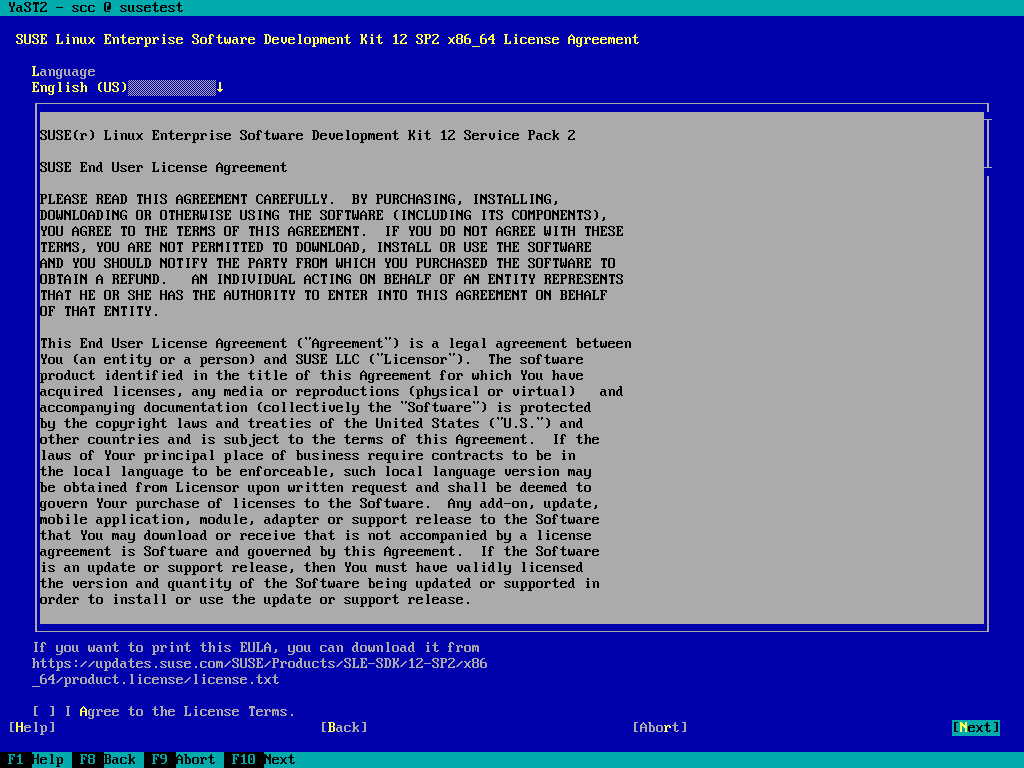 YaST2 - scc @ susetest
SUSE Linux Enterprise Software Development Kit 12 SP2 x86_64 License Agreement
Language
English (US)
SUSE(r) Linux Enterprise Software Development Kit 12 Service Pack 2
SUSE End User License Agreement
PLEASE READ THIS AGREEMENT CAREFULLY.  BY PURCHASING, INSTALLING,
DOWNLOADING OR OTHERWISE USING THE SOFTWARE (INCLUDING ITS COMPONENTS),
YOU AGREE TO THE TERMS OF THIS AGREEMENT.  IF YOU DO NOT AGREE WITH THESE
TERMS, YOU ARE NOT PERMITTED TO DOWNLOAD, INSTALL OR USE THE SOFTWARE
AND YOU SHOULD NOTIFY THE PARTY FROM WHICH YOU PURCHASED THE SOFTWARE TO
OBTAIN A REFUND.   AN INDIVIDUAL ACTING ON BEHALF OF AN ENTITY REPRESENTS
THAT HE OR SHE HAS THE AUTHORITY TO ENTER INTO THIS AGREEMENT ON BEHALF
OF THAT ENTITY.
This End User License Agreement ("Agreement") is a legal agreement between
You (an entity or a person) and SUSE LLC ("Licensor").  The software
product identified in the title of this Agreement for which You have
acquired licenses, any media or reproductions (physical or virtual)   and
accompanying documentation (collectively the "Software") is protected
by the copyright laws and treaties of the United States ("U.S.") and
other countries and is subject to the terms of this Agreement.  If the
laws of Your principal place of business require contracts to be in
the local language to be enforceable, such local language version may
be obtained from Licensor upon written request and shall be deemed to
govern Your purchase of licenses to the Software.  Any add-on, update,
mobile application, module, adapter or support release to the Software
that You may download or receive that is not accompanied by a license
agreement is Software and governed by this Agreement.  If the Software
is an update or support release, then You must have validly licensed
the version and quantity of the Software being updated or supported in
order to install or use the update or support release.
If you want to print this EULA, you can download it from
https://updates.suse.com/SUSE/Products/SLE-SDK/12-SP2/x86
_64/product.license/license.txt
[ ] I Agree to the License Terms.
[Help] [Back] [Abort] [Next]
F1 Help F8 Back F9 Abort F10 Next